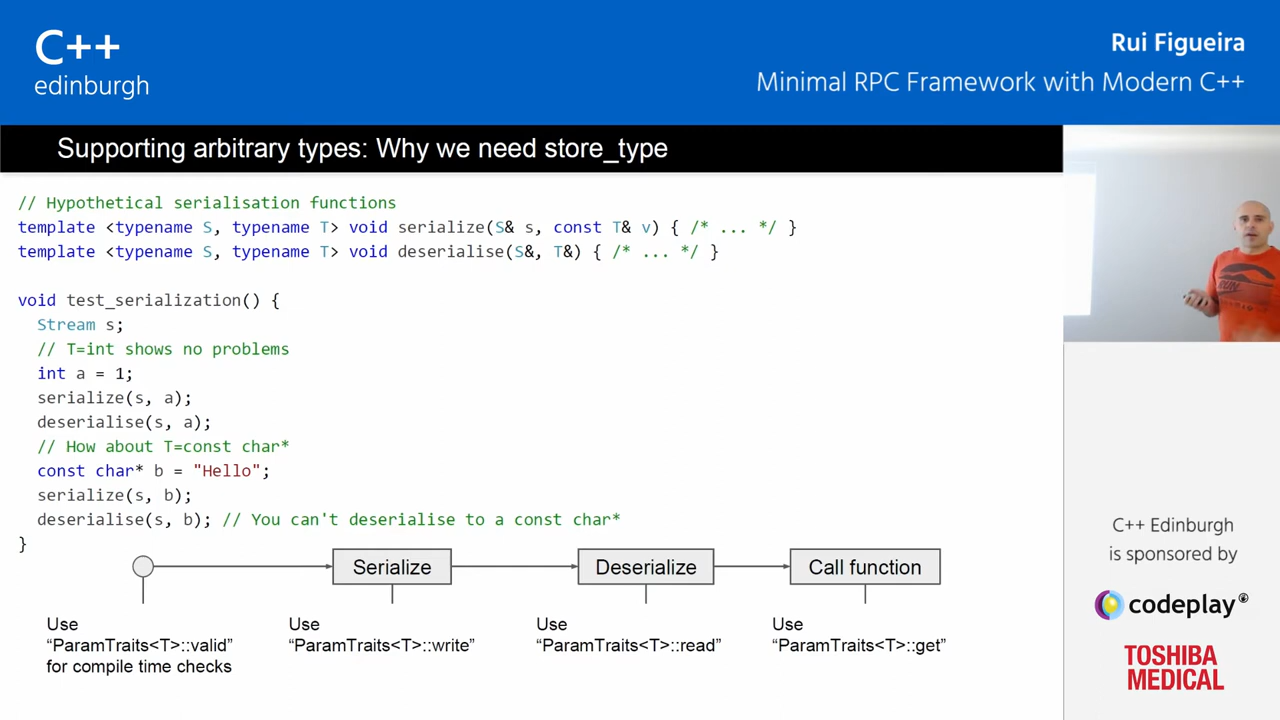 C++
edinburgh
Rui Figueira
Minimal RPC Framework with Modern C++
Supporting arbitrary types: Why we need store_type
// Hypothetical serialisation functions
template <typename S, typename T> void serialize(S& s, const T& v) { /* ... */ }
template <typename S, typename T> void deserialise(S&, T&) { /* ... */ }
void test_serialization() {
Stream s;
// T=int shows no problems
int a = 1;
serialize(s, a);
deserialise(s, a);
// How about T=const char*
const char* b = "Hello";
serialize(s, b);
deserialise(s, b); // You can't deserialise to a const char*
}
Serialize
Deserialize
Call function
Use
“ParamTraits<T>::valid”
for compile time checks
Use
“ParamTraits<T>::write”
Use
“ParamTraits<T>::read”
Use
“ParamTraits<T>::get”
RUN
C++ Edinburgh
is sponsored by
codeplay
TOSHIBA
MEDICAL